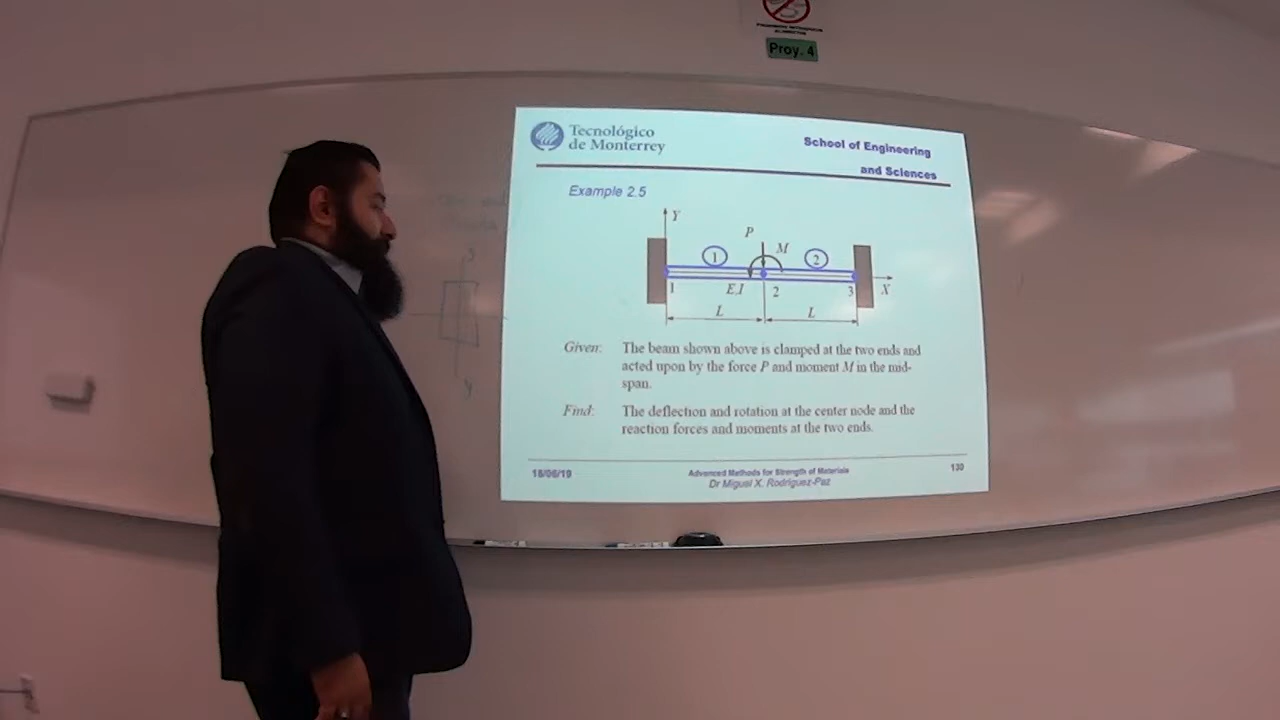 Proy. 4
Tecnológico
de Monterrey
School of Engineering
and Sciences
Example 2.5
Y
P
M
1
2
1
E,I
2
3
X
L
L
Given: The beam shown above is clamped at the two ends and
acted upon by the force P and moment M in the mid-
span.
Find: The deflection and rotation at the center node and the
reaction forces and moments at the two ends.
18/06/19
Advanced Methods for Strength of Materials
130
Dr Miguel X. Rodriguez-Paz